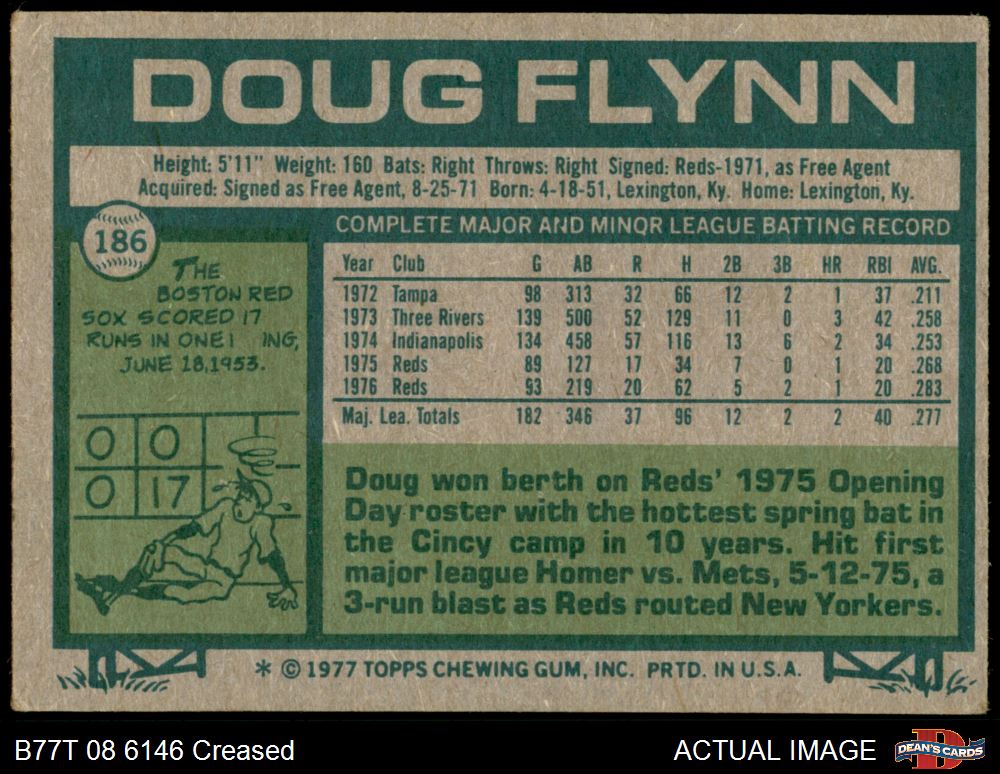 DOUG FLYNN
Height: 5'11" Weight: 160 Bats: Right Throws: Right Signed: Reds-1971, as Free Agent
Acquired: Signed as Free Agent, 8-25-71 Born: 4-18-51, Lexington, Ky. Home: Lexington, Ky.
186
THE
BOSTON RED
SOX SCORED 17
RUNS IN ONE I ING,
JUNE 18, 1953.
0 0
0 17
COMPLETE MAJOR AND MINOR LEAGUE BATTING RECORD
Year Club G AB R H 2B 3B HR RBI AVG.
1972 Tampa 98 313 32 66 12 2 1 37 .211
1973 Three Rivers 139 500 52 129 11 0 3 42 .258
1974 Indianapolis 134 458 57 116 13 6 2 34 .253
1975 Reds 89 127 17 34 7 0 1 20 .268
1976 Reds 93 219 20 62 5 2 1 20 .283
Maj. Lea. Totals 182 346 37 96 12 2 2 40 .277
Doug won berth on Reds' 1975 Opening
Day roster with the hottest spring bat in
the Cincy camp in 10 years. Hit first
major league Homer vs. Mets, 5-12-75, a
3-run blast as Reds routed New Yorkers.
* © 1977 TOPPS CHEWING GUM, INC. PRTD. IN U.S.A.
B77T 08 6146 Creased
ACTUAL IMAGE
D
DEAN'S CARDS